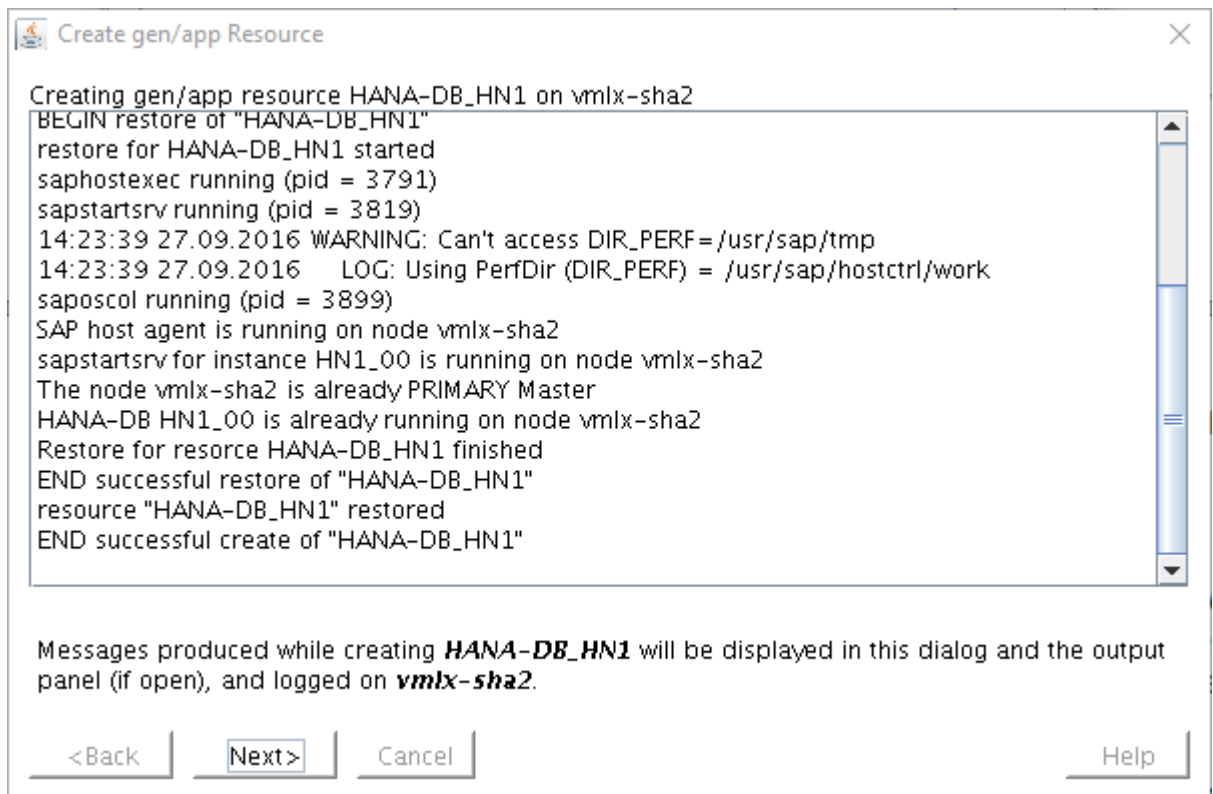 Create gen/app Resource
Creating gen/app resource HANA-DB_HN1 on vmlx-sha2
BEGIN restore of "HANA-DB_HN1"
restore for HANA-DB_HN1 started
saphostexec running (pid = 3791)
sapstartsrv running (pid = 3819)
14:23:39 27.09.2016 WARNING: Can't access DIR_PERF=/usr/sap/tmp
14:23:39 27.09.2016 LOG: Using PerfDir (DIR_PERF) = /usr/sap/hostctrl/work
saposcol running (pid = 3899)
SAP host agent is running on node vmlx-sha2
sapstartsrv for instance HN1_00 is running on node vmlx-sha2
The node vmlx-sha2 is already PRIMARY Master
HANA-DB HN1_00 is already running on node vmlx-sha2
Restore for resorce HANA-DB_HN1 finished
END successful restore of "HANA-DB_HN1"
resource "HANA-DB_HN1" restored
END successful create of "HANA-DB_HN1"
Messages produced while creating HANA-DB_HN1 will be displayed in this dialog and the output
panel (if open), and logged on vmlx-sha2.
<Back Next> Cancel Help